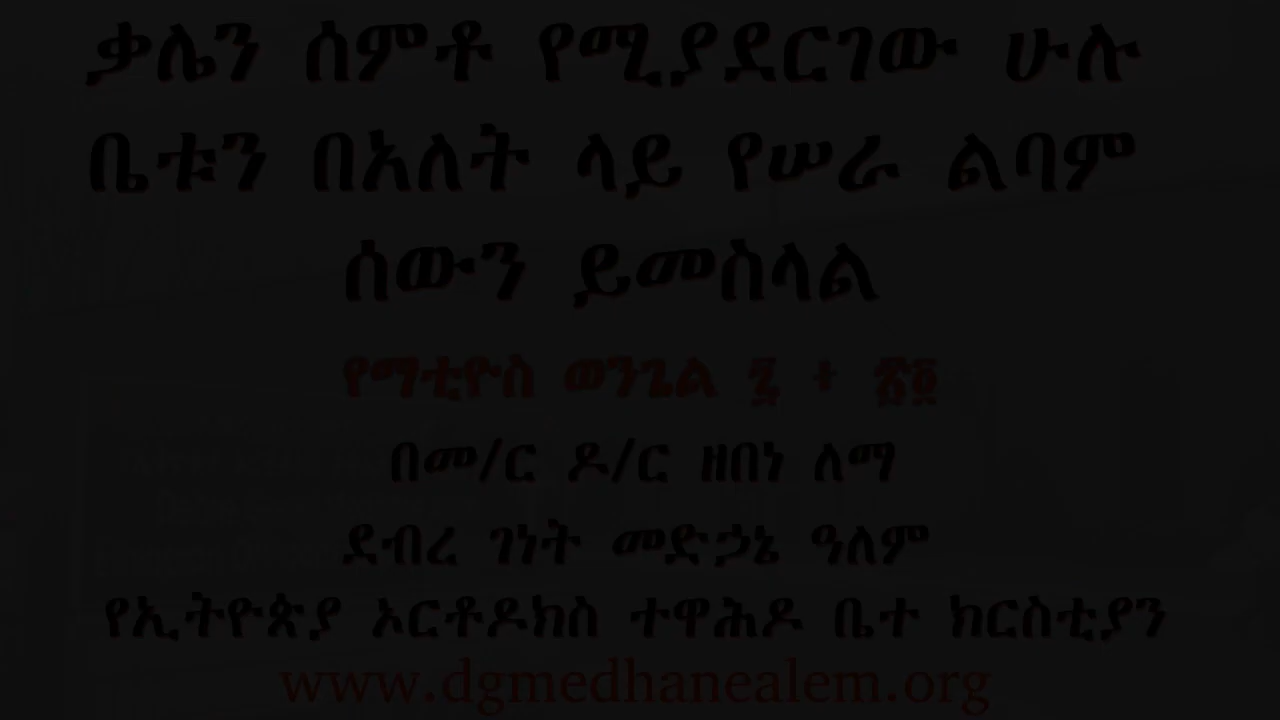 ቃሌን ሰምቶ የሚያደርገው ሁሉ
ቤቱን በአለት ላይ የሠራ ልባም
ሰውን ይመስላል
የማቲዮስ ወንጌል ፯ + ፳፬
በመ/ር ዶ/ር ዘበነ ለማ
ደብረ ገነት መድኃኔ ዓለም
የኢትዮጵያ ኦርቶዶክስ ተዋሕዶ ቤተ ክርስቲያን
www.dgmedhanealem.org